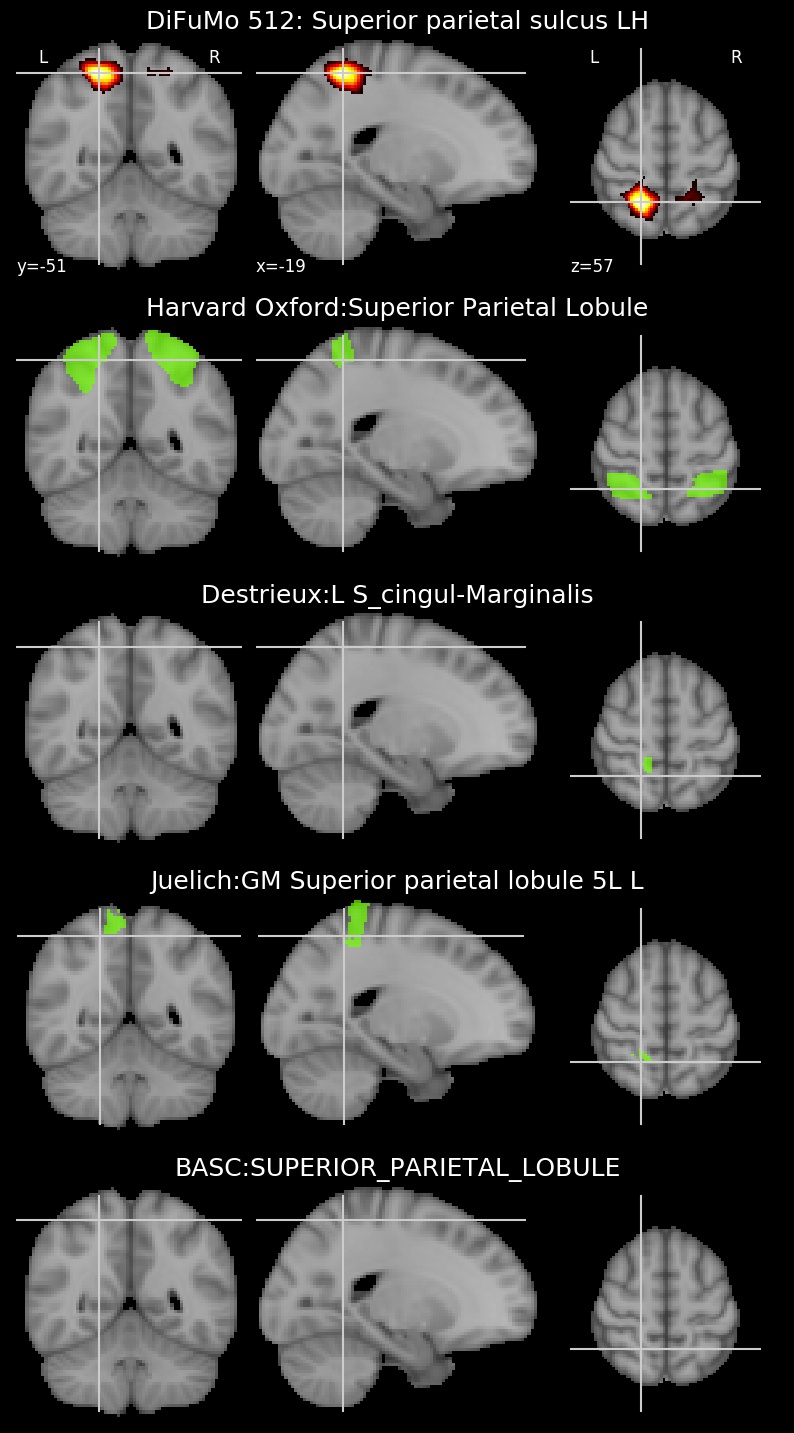 DiFuMo 512: Superior parietal sulcus LH
L R L R
y=-51 x=-19 z=57
Harvard Oxford:Superior Parietal Lobule
Destrieux:L S_cingul-Marginalis
Juelich:GM Superior parietal lobule 5L L
BASC:SUPERIOR_PARIETAL_LOBULE